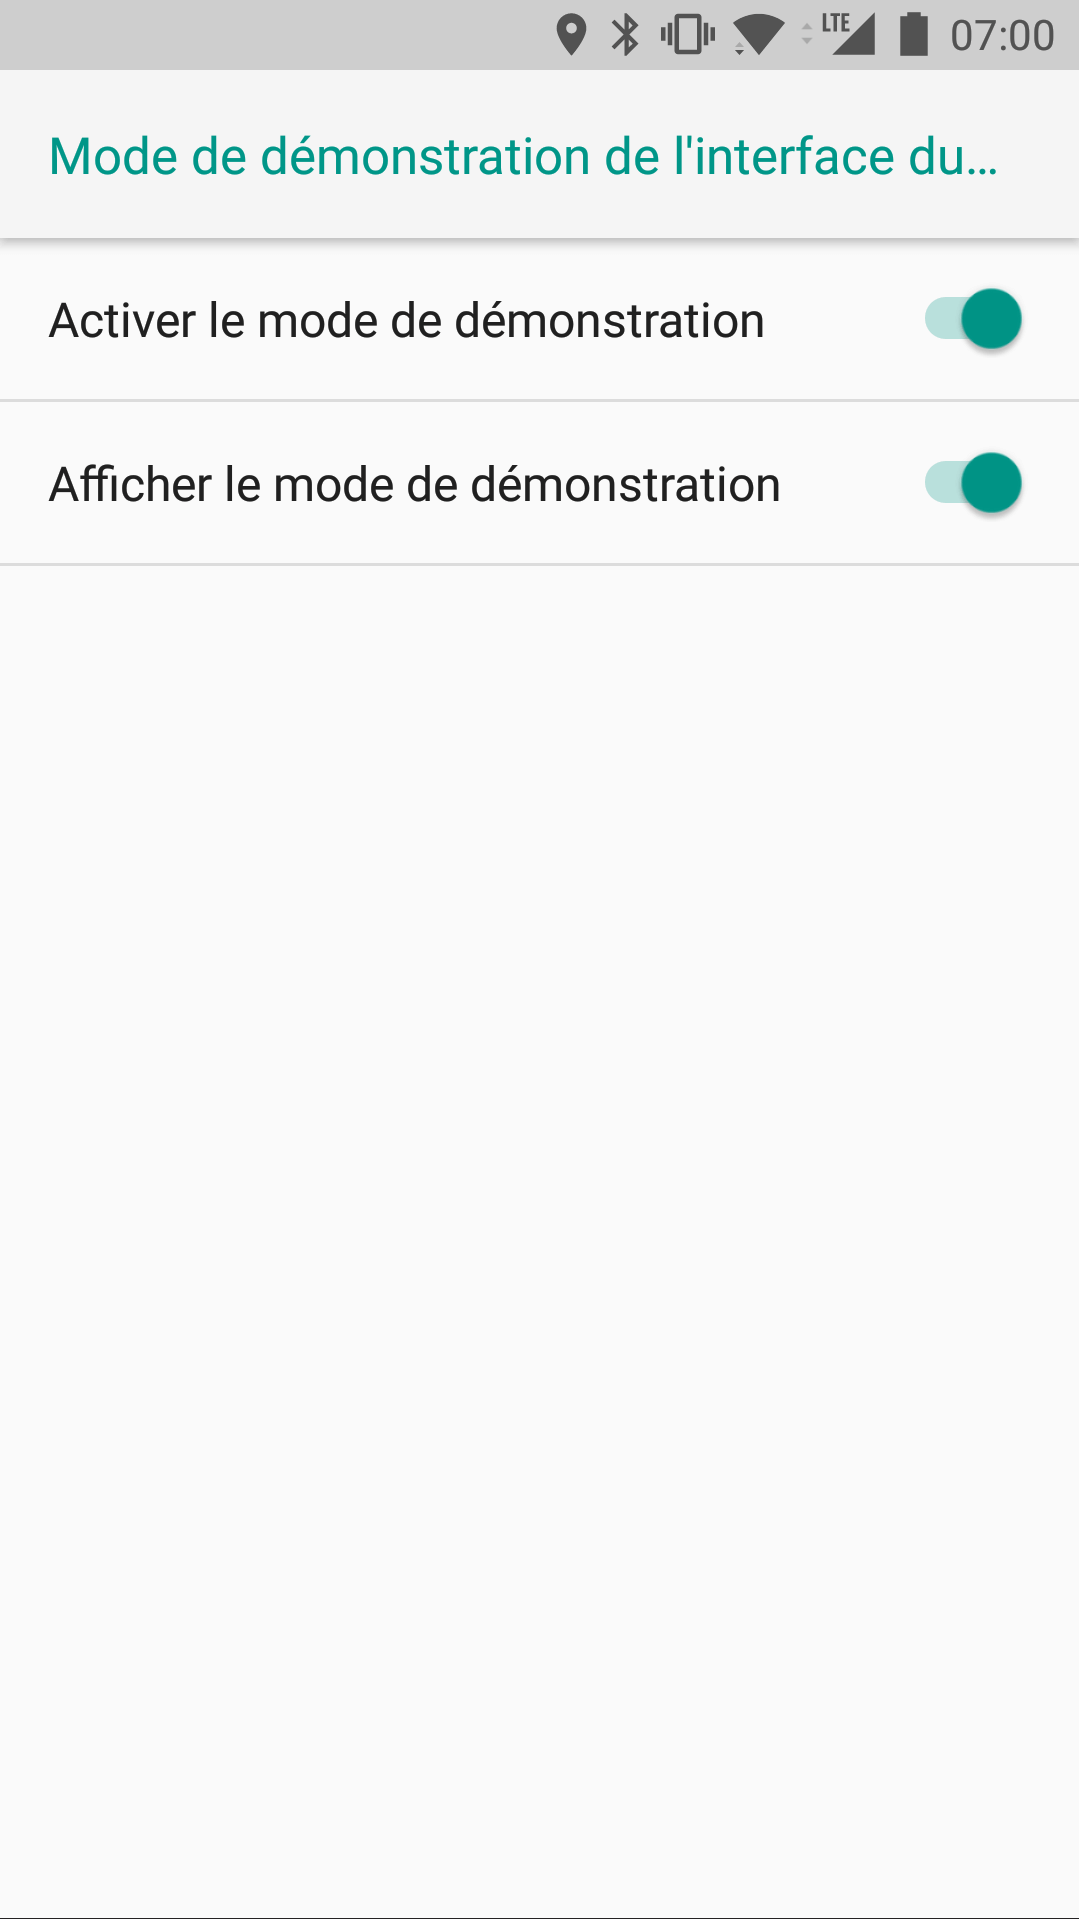 LTE 07:00
Mode de démonstration de l'interface du…
Activer le mode de démonstration
Afficher le mode de démonstration